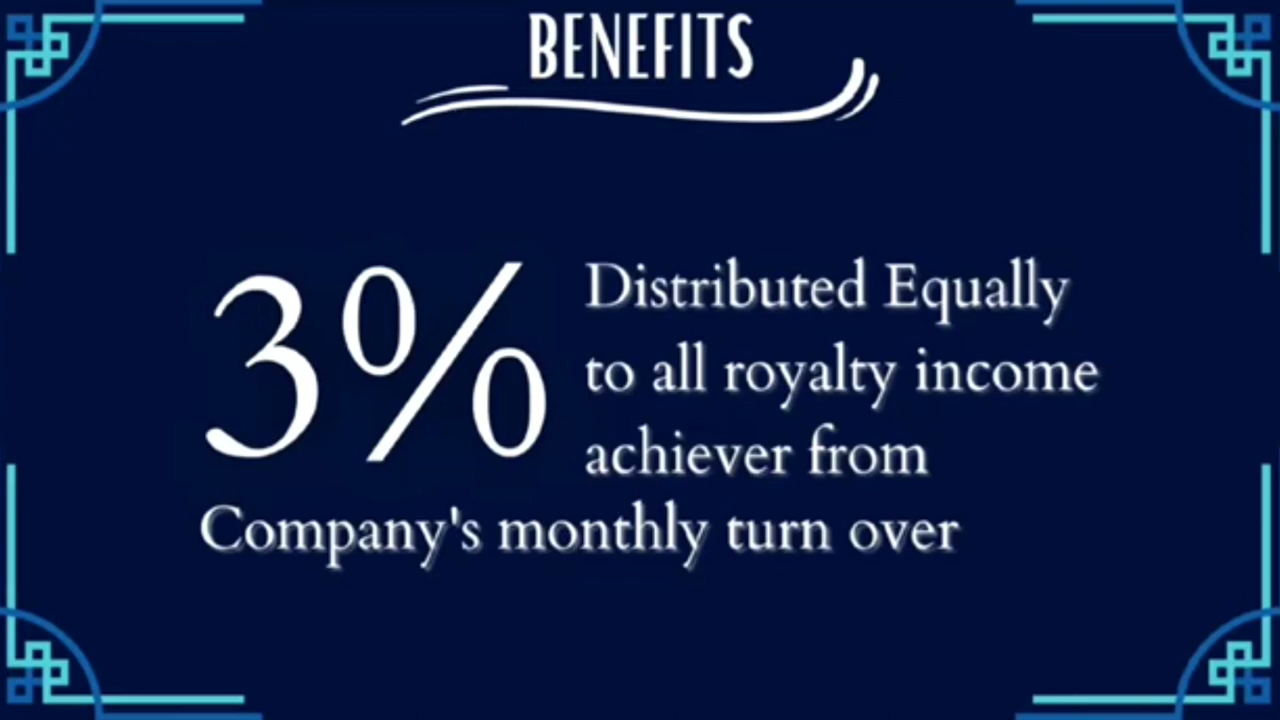 BENEFITS
3%
Distributed Equally
to all royalty income
achiever from
Company's monthly turn over